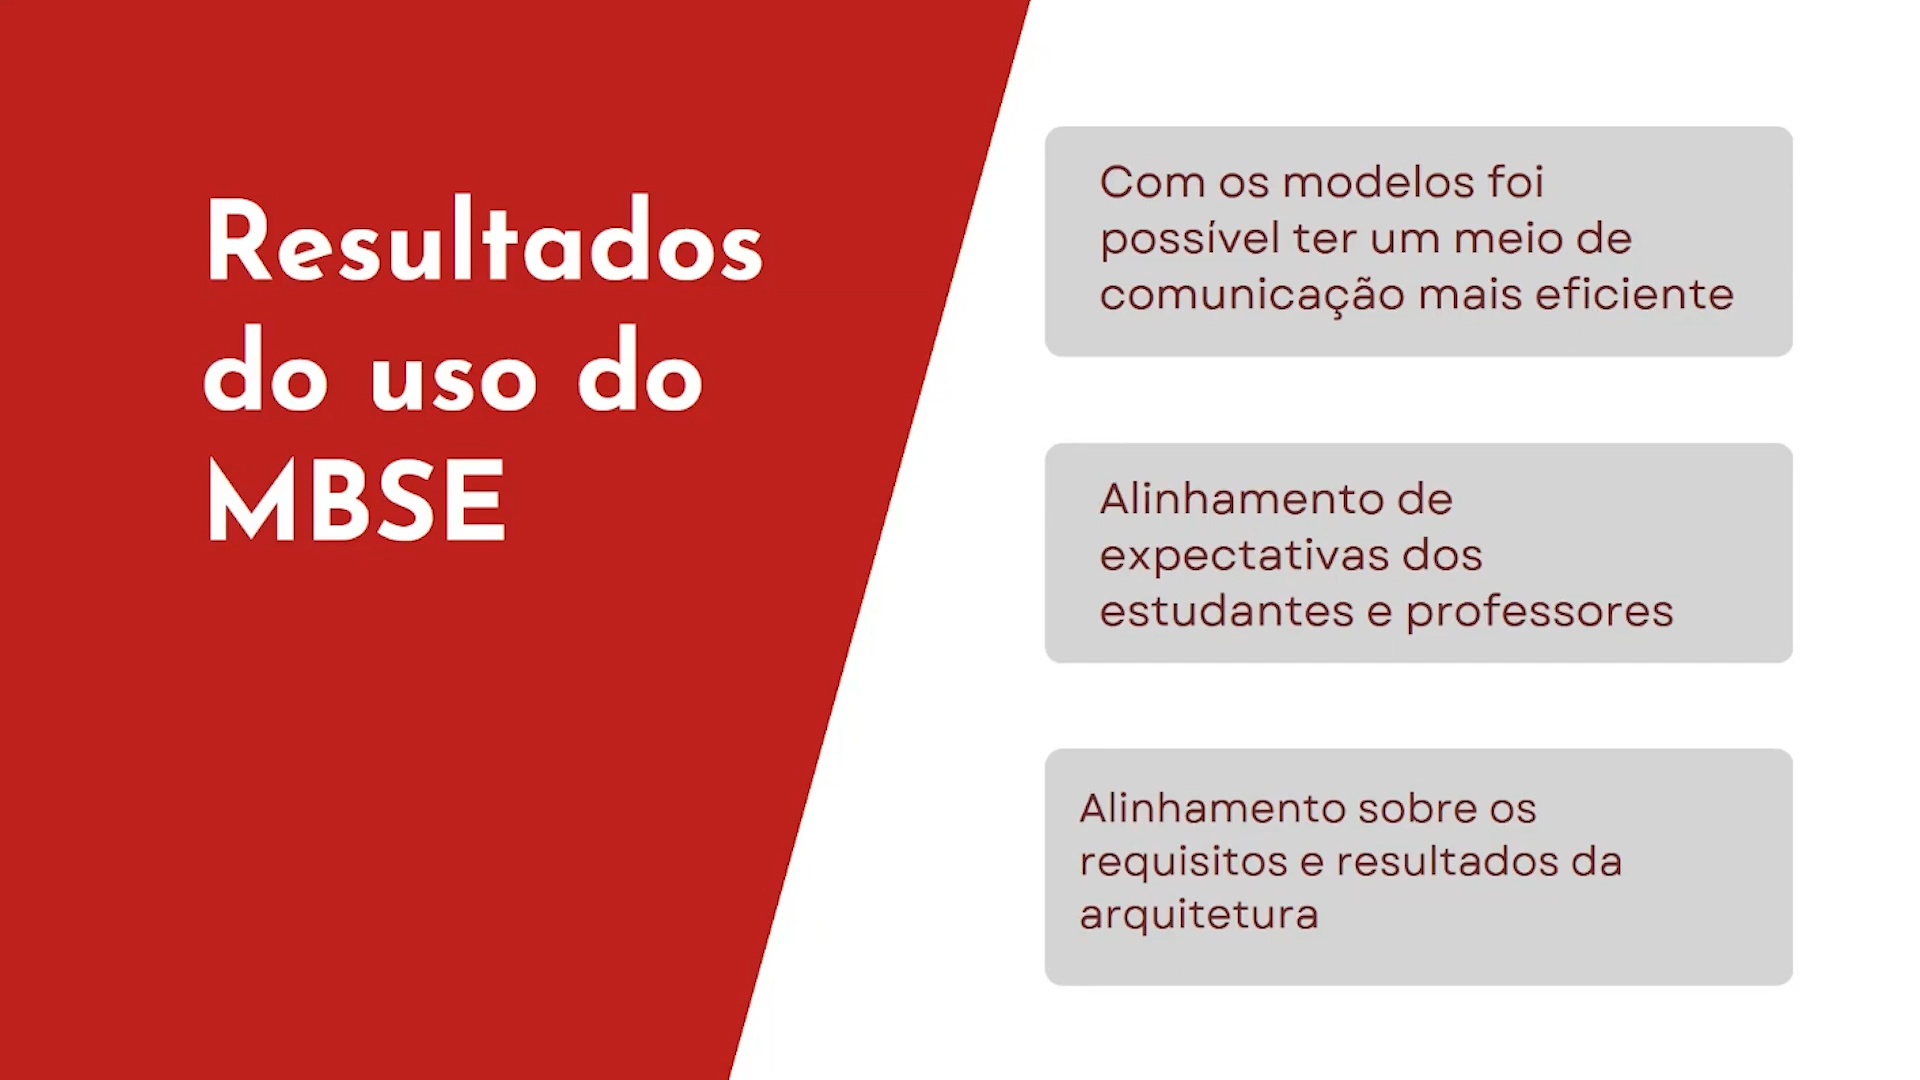 Resultados
do uso do
MBSE
Com os modelos foi
possível ter um meio de
comunicação mais eficiente
Alinhamento de
expectativas dos
estudantes e professores
Alinhamento sobre os
requisitos e resultados da
arquitetura